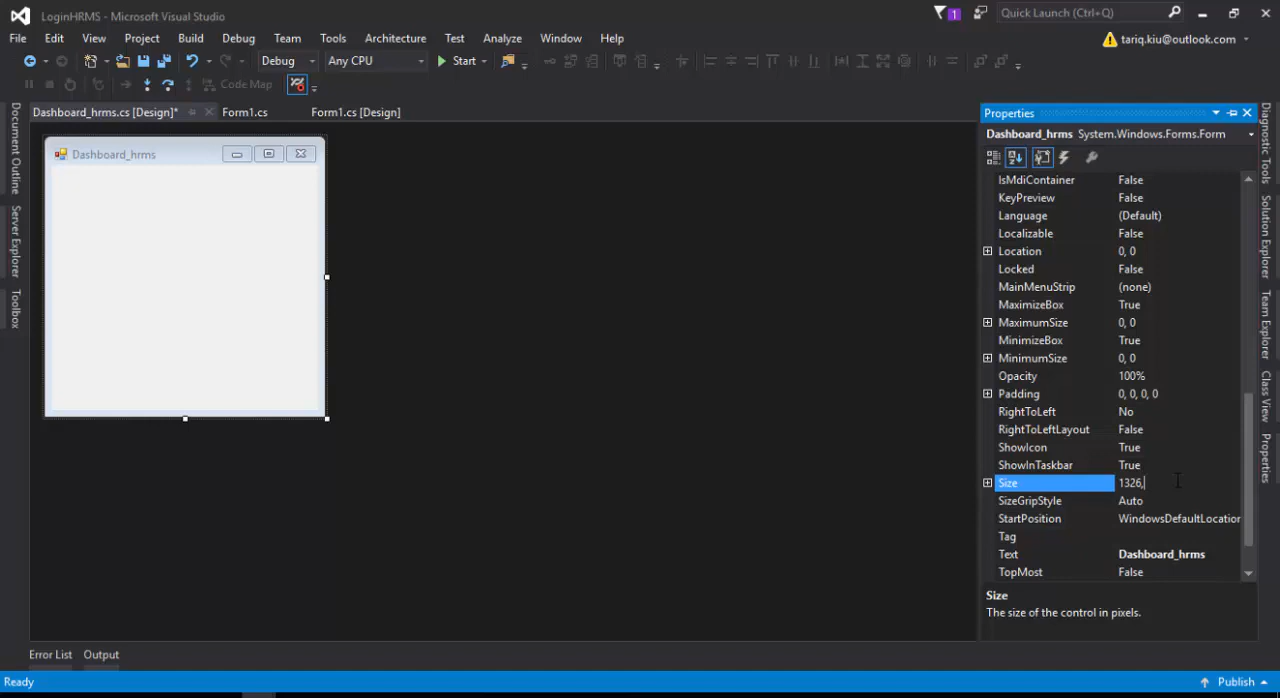 LoginHRMS - Microsoft Visual Studio
1
Quick Launch (Ctrl+Q)
File Edit View Project Build Debug Team Tools Architecture Test Analyze Window Help
tariq.kiu@outlook.com
Debug Any CPU Start
Code Map
Dashboard_hrms.cs [Design]* Form1.cs Form1.cs [Design]
Document Outline
Server Explorer
Toolbox
Dashboard_hrms
Properties
Dashboard_hrms System.Windows.Forms.Form
IsMdiContainer False
KeyPreview False
Language (Default)
Localizable False
Location 0, 0
Locked False
MainMenuStrip (none)
MaximizeBox True
MaximumSize 0, 0
MinimizeBox True
MinimumSize 0, 0
Opacity 100%
Padding 0, 0, 0, 0
RightToLeft No
RightToLeftLayout False
ShowIcon True
ShowInTaskbar True
Size 1326,
SizeGripStyle Auto
StartPosition WindowsDefaultLocation
Tag
Text Dashboard_hrms
TopMost False
Size
The size of the control in pixels.
Diagnostic Tools
Solution Explorer
Team Explorer
Class View
Properties
Error List Output
Ready
Publish